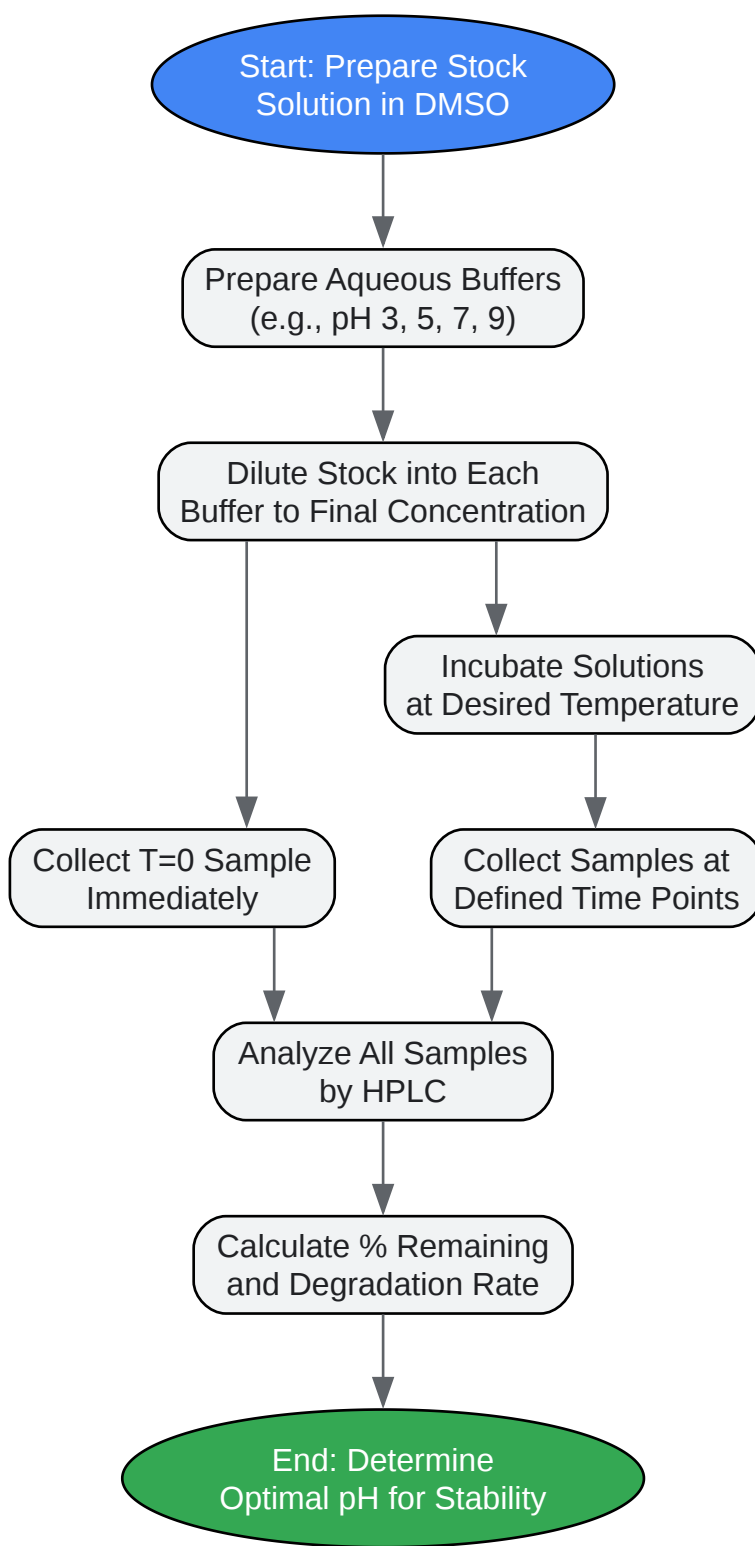 Start: Prepare Stock
Solution in DMSO
Prepare Aqueous Buffers
(e.g., pH 3, 5, 7, 9)
Dilute Stock into Each
Buffer to Final Concentration
Incubate Solutions
at Desired Temperature
Collect T=0 Sample
Immediately
Collect Samples at
Defined Time Points
Analyze All Samples
by HPLC
Calculate % Remaining
and Degradation Rate
End: Determine
Optimal pH for Stability